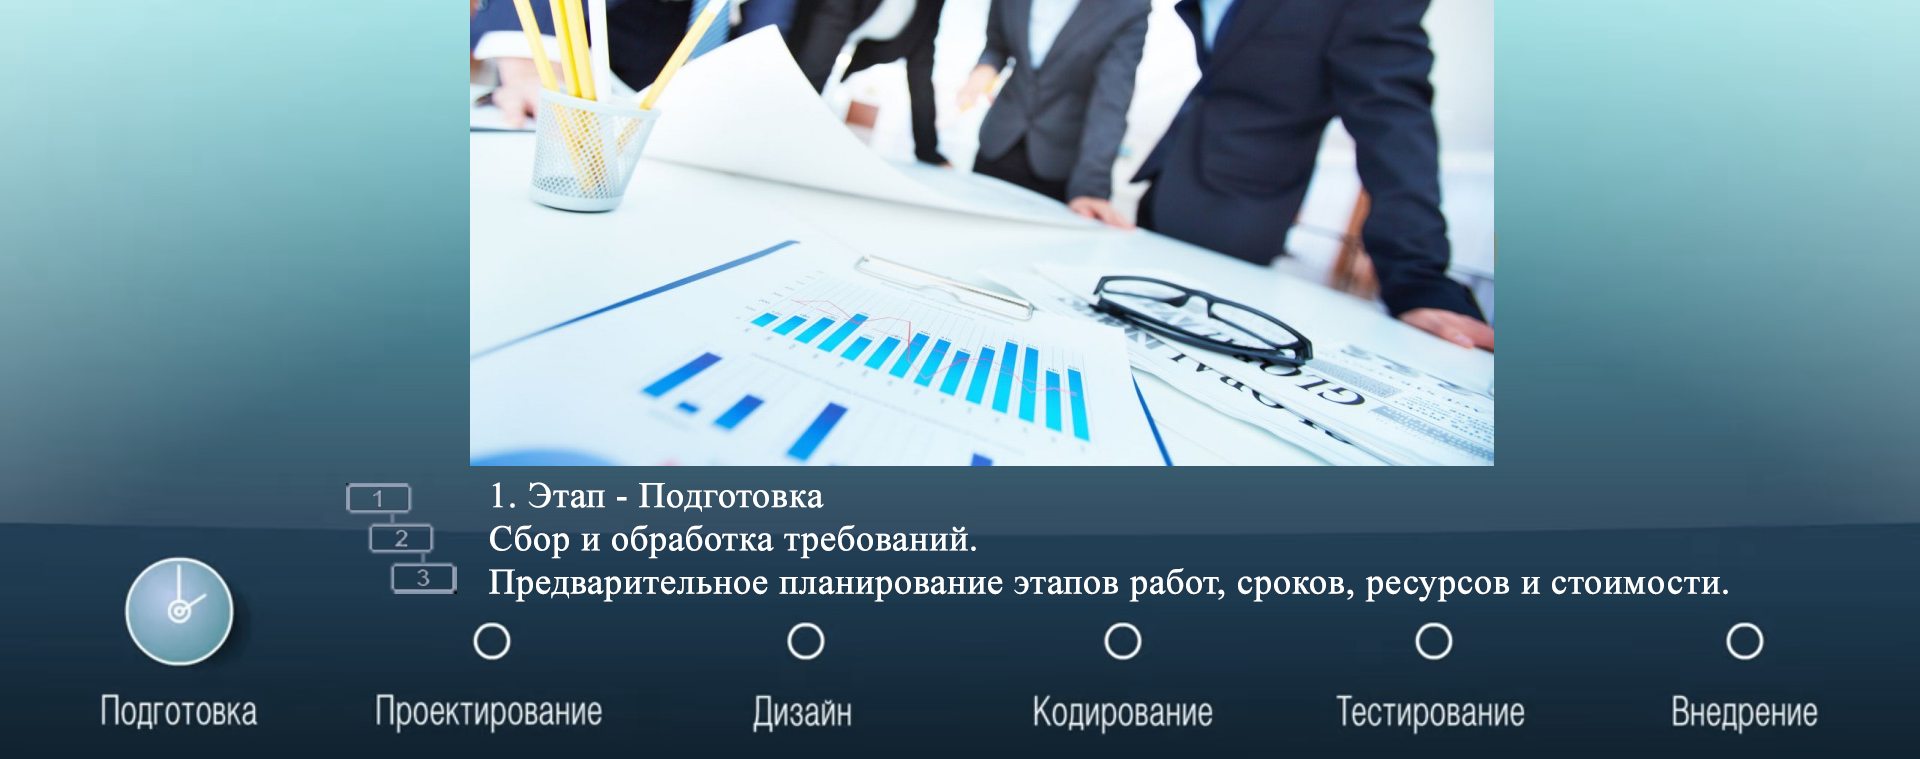 GLOBAL
1
1. Этап - Подготовка
2
Сбор и обработка требований.
3
Предварительное планирование этапов работ, сроков, ресурсов и стоимости.
Подготовка
Проектирование
Дизайн
Кодирование
Тестирование
Внедрение